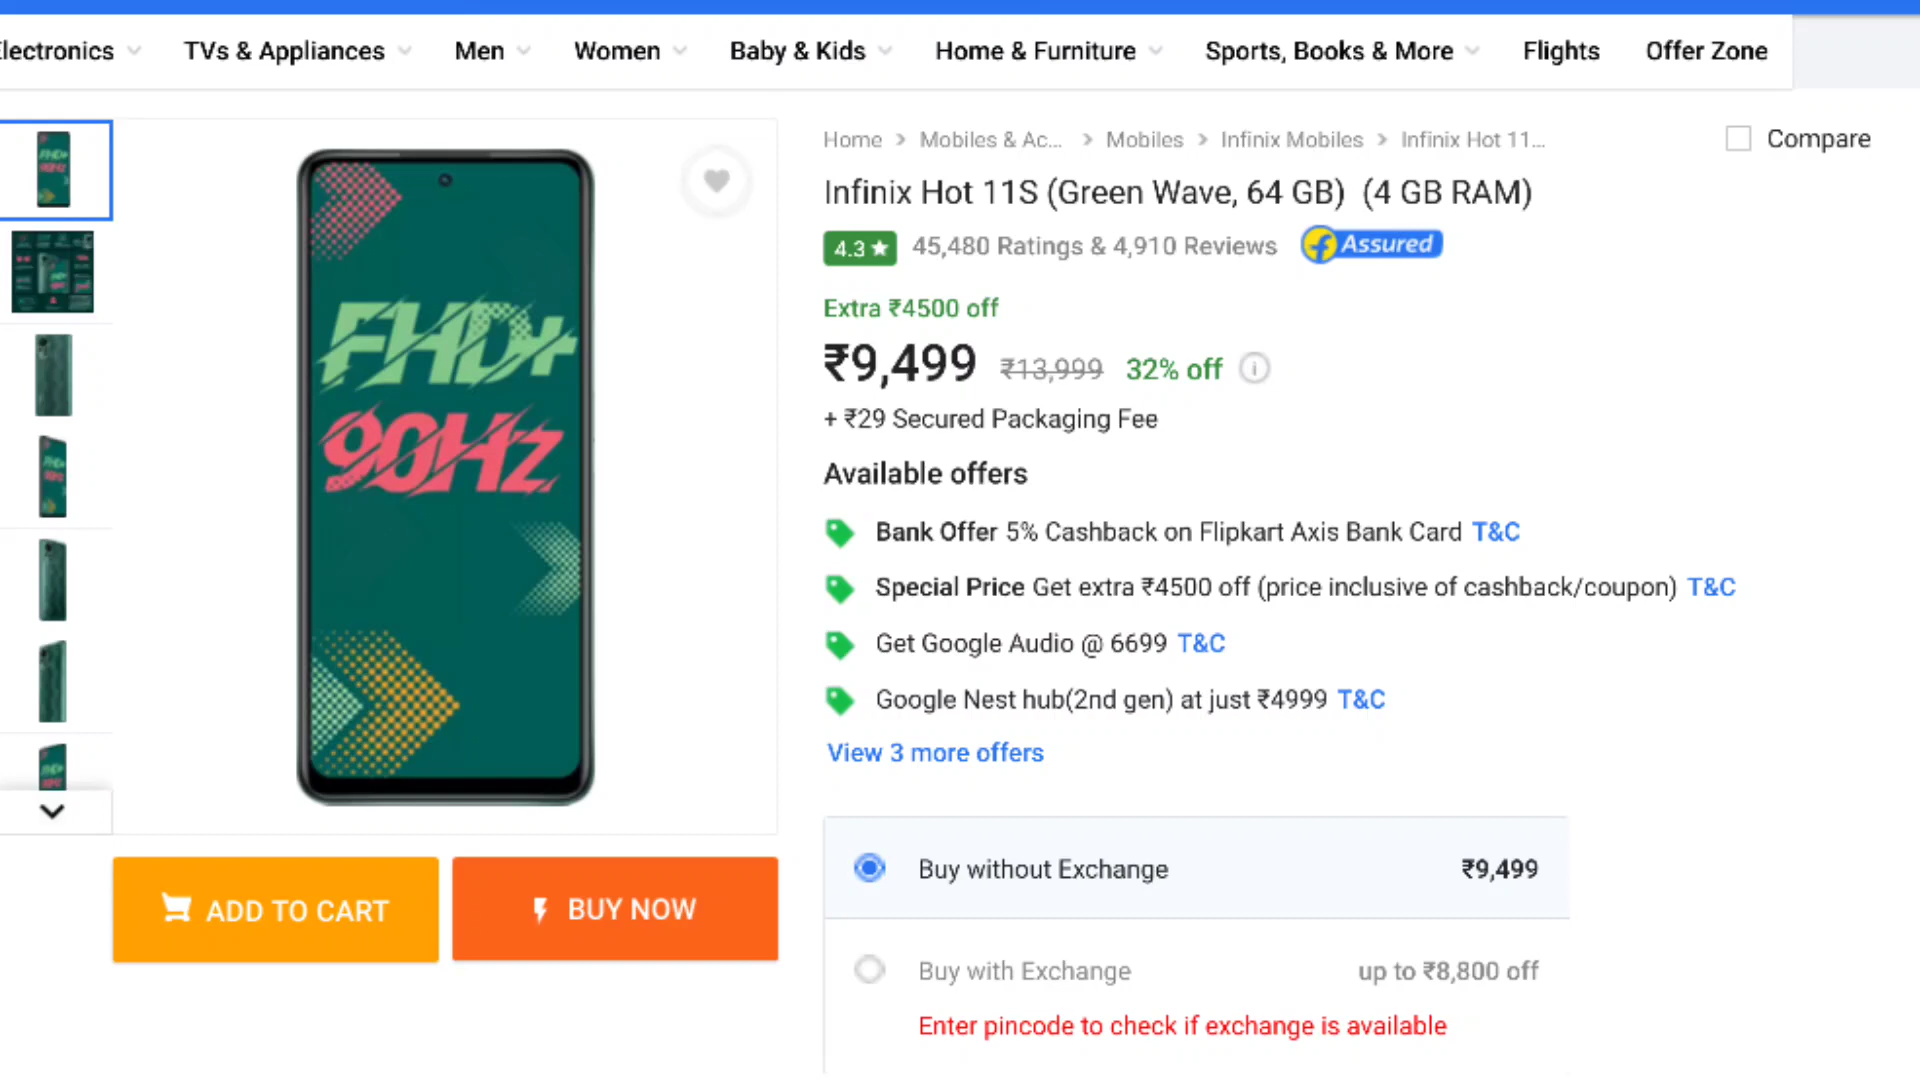 lectronics TVs & Appliances Men Women Baby & Kids Home & Furniture Sports, Books & More Flights Offer Zone
Home > Mobiles & Ac... > Mobiles > Infinix Mobiles > Infinix Hot 11...
Compare
Infinix Hot 11S (Green Wave, 64 GB) (4 GB RAM)
4.3★ 45,480 Ratings & 4,910 Reviews f Assured
Extra ₹4500 off
₹9,499 ₹13,999 32% off i
+ ₹29 Secured Packaging Fee
Available offers
Bank Offer 5% Cashback on Flipkart Axis Bank Card T&C
Special Price Get extra ₹4500 off (price inclusive of cashback/coupon) T&C
Get Google Audio @ 6699 T&C
Google Nest hub(2nd gen) at just ₹4999 T&C
View 3 more offers
Buy without Exchange ₹9,499
Buy with Exchange up to ₹8,800 off
Enter pincode to check if exchange is available
FHD+
90Hz
ADD TO CART
BUY NOW